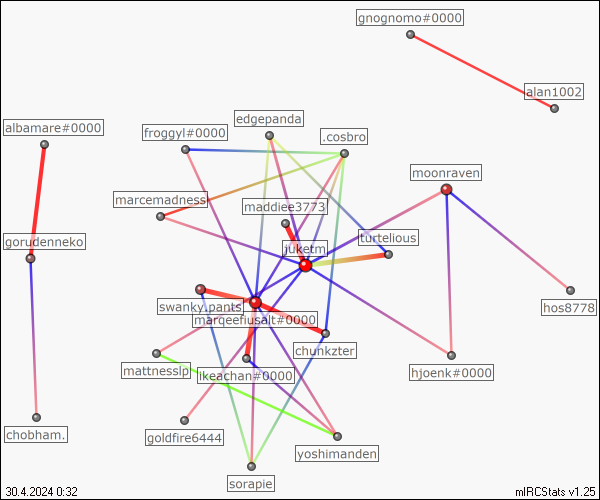 gnognomo#0000
alan1002
albamare#0000
edgepanda
froggyl#0000
.cosbro
moonraven
marcemadness
maddiee3773
gorudenneko
turtelious
juketm
swanky.pants
hos8778
marqeefiusalt#0000
chunkzter
mattnesslp
ikeachan#0000
hjoenk#0000
chobham.
goldfire6444
yoshimanden
sorapie
30.4.2024 0:32
mIRCStats v1.25